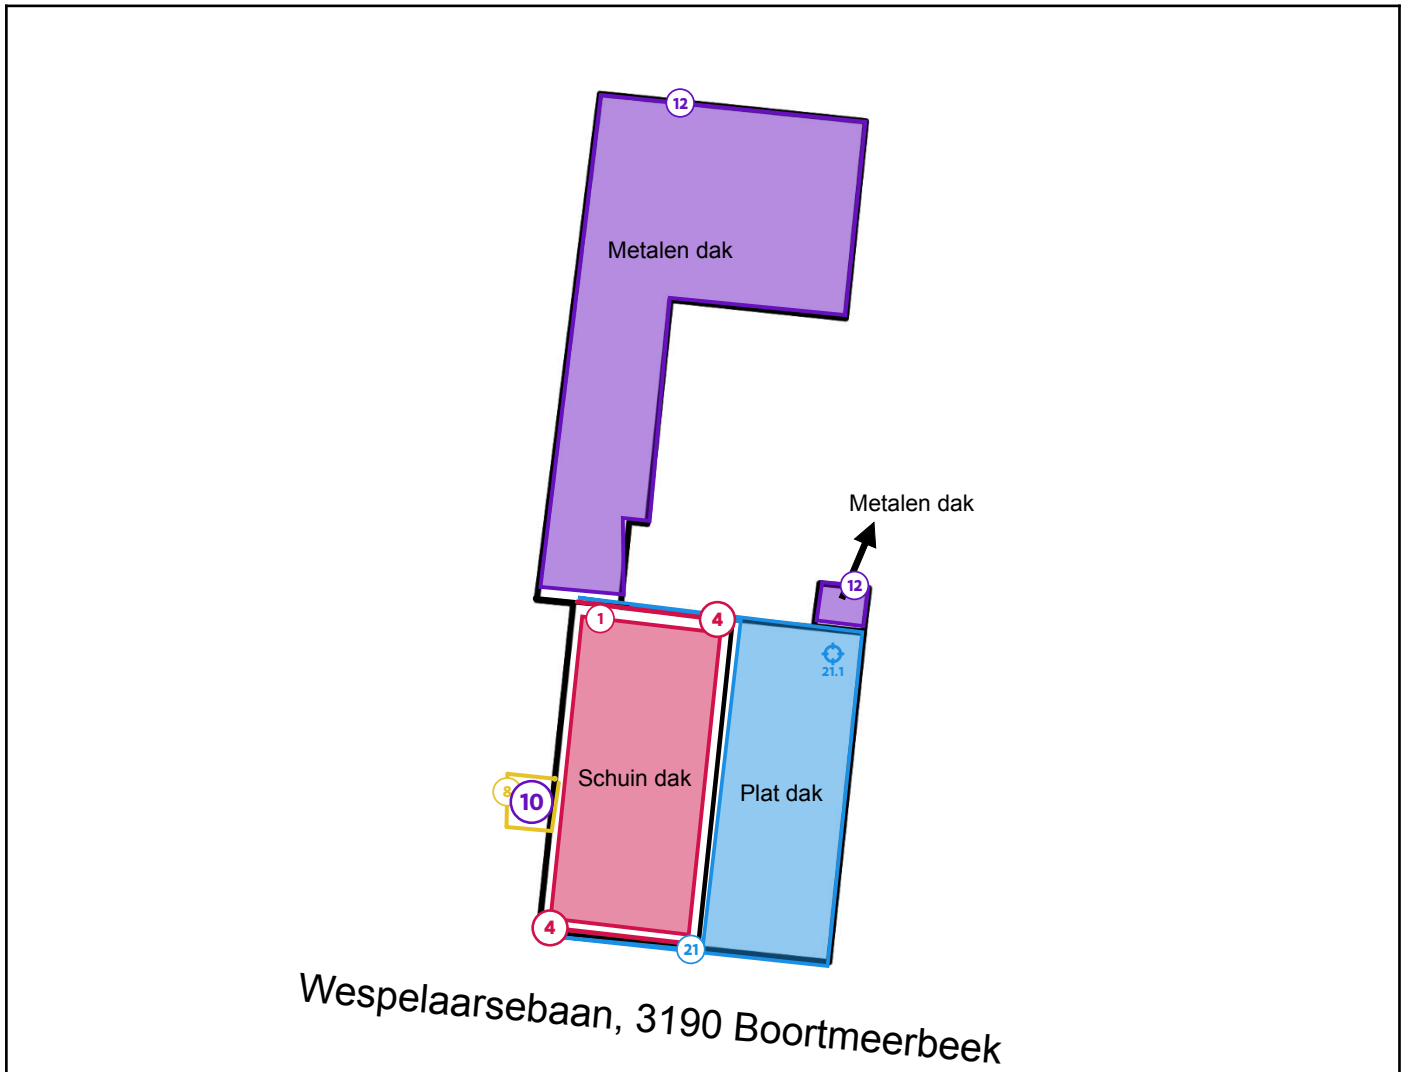 12
Metalen dak
Metalen dak
12
1
4
21.1
Schuin dak
Plat dak
8
10
4
21
Wespelaarsebaan, 3190 Boortmeerbeek